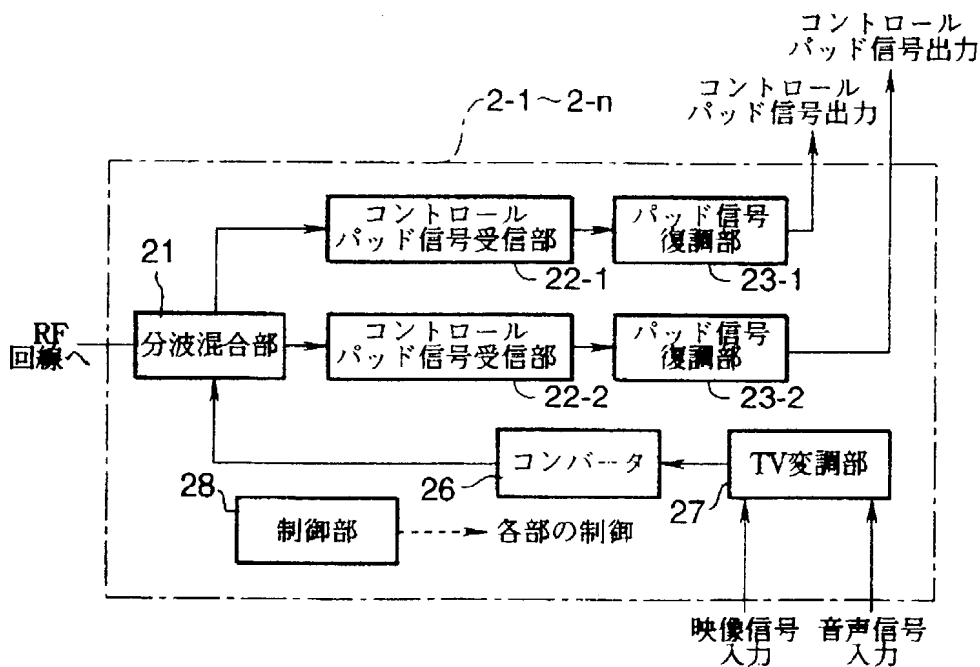 コントロール
パッド信号出力
コントロール
パッド信号出力
2-1～2-n
コントロール
パッド信号受信部
パッド信号
復調部
21
22-1
23-1
RF
回線へ
分波混合部
コントロール
パッド信号受信部
パッド信号
復調部
22-2
23-2
コンバータ
TV変調部
28
26
27
制御部
各部の制御
映像信号
入力
音声信号
入力